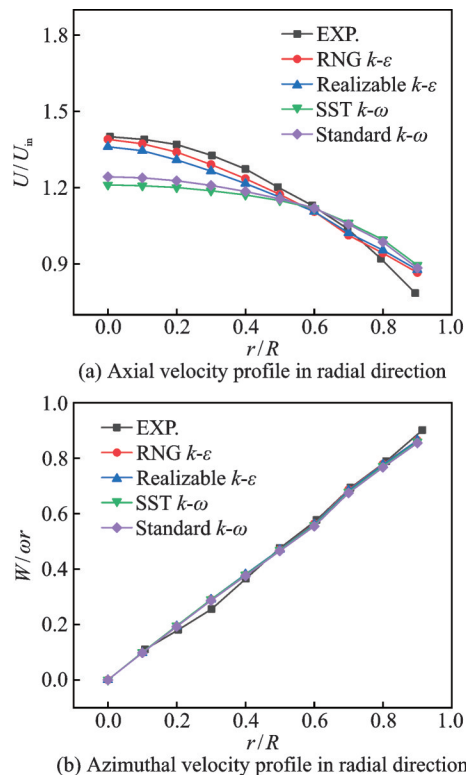 1.8
1.5
1.2
0.9
U/U_in
EXP.
RNG k-ε
Realizable k-ε
SST k-ω
Standard k-ω
0.0 0.2 0.4 0.6 0.8 1.0
r/R
(a) Axial velocity profile in radial direction
1.0
0.8
0.6
0.4
0.2
0.0
W/ωr
EXP.
RNG k-ε
Realizable k-ε
SST k-ω
Standard k-ω
0.0 0.2 0.4 0.6 0.8 1.0
r/R
(b) Azimuthal velocity profile in radial direction